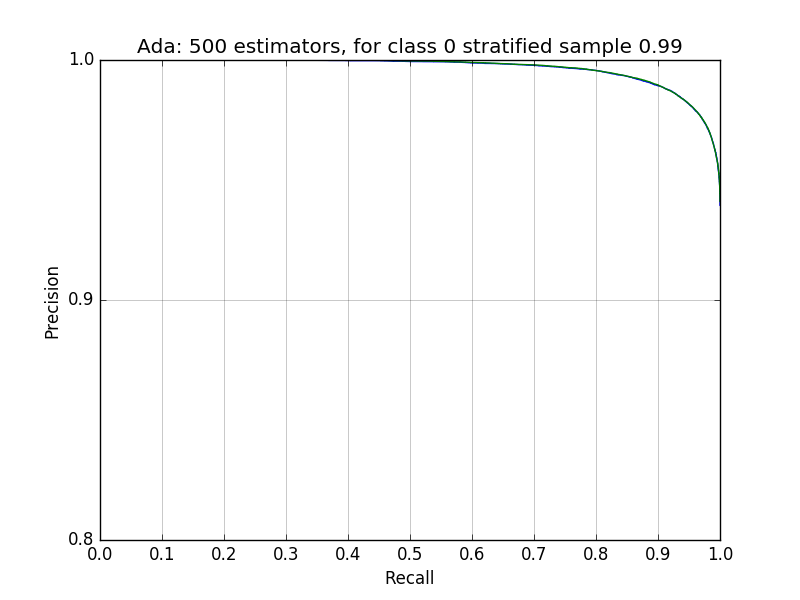 Ada: 500 estimators, for class 0 stratified sample 0.99
1.0
0.9
0.8
Precision
0.0 0.1 0.2 0.3 0.4 0.5 0.6 0.7 0.8 0.9 1.0
Recall